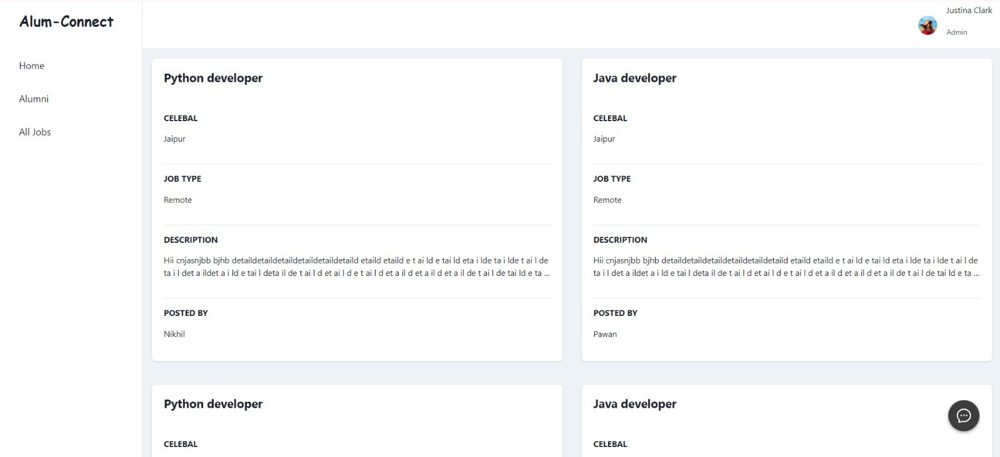 Alum-Connect
Home
Alumni
All Jobs
Justina Clark
Admin
Python developer
CELEBAL
Jaipur
JOB TYPE
Remote
DESCRIPTION
Hii cnjasnjbb bjhb detaildetaildetaildetaildetaildetaild etaild etaild e t ai ld e tai ld eta i lde ta i lde t ai l de
ta i l det a ildet a i ld e tai l deta il de t ai l d et ai l d e t ai l d et a il d et a il d et a il de t ai l de tai ld e ta ...
POSTED BY
Nikhil
Java developer
CELEBAL
Jaipur
JOB TYPE
Remote
DESCRIPTION
Hii cnjasnjbb bjhb detaildetaildetaildetaildetaildetaild etaild etaild e t ai ld e tai ld eta i lde ta i lde t ai l de
ta i l det a ildet a i ld e tai l deta il de t ai l d et ai l d e t ai l d et a il d et a il d et a il de t ai l de tai ld e ta ...
POSTED BY
Pawan
Python developer
CELEBAL
Java developer
CELEBAL